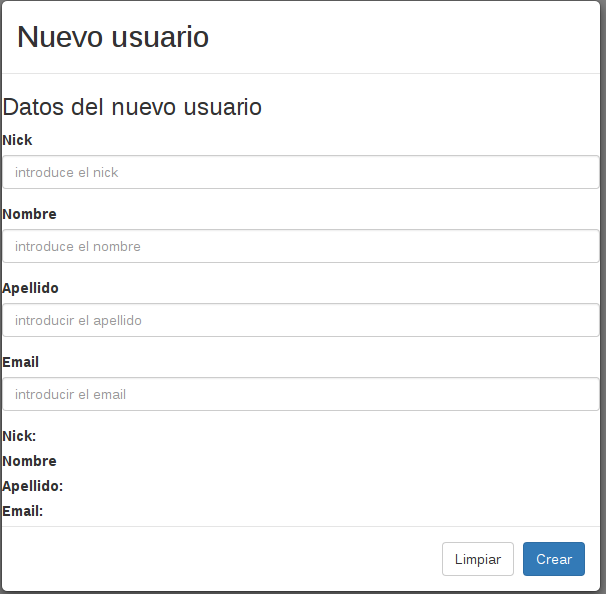 Nuevo usuario
Datos del nuevo usuario
Nick
introduce el nick
Nombre
introduce el nombre
Apellido
introducir el apellido
Email
introducir el email
Nick:
Nombre
Apellido:
Email:
Limpiar Crear